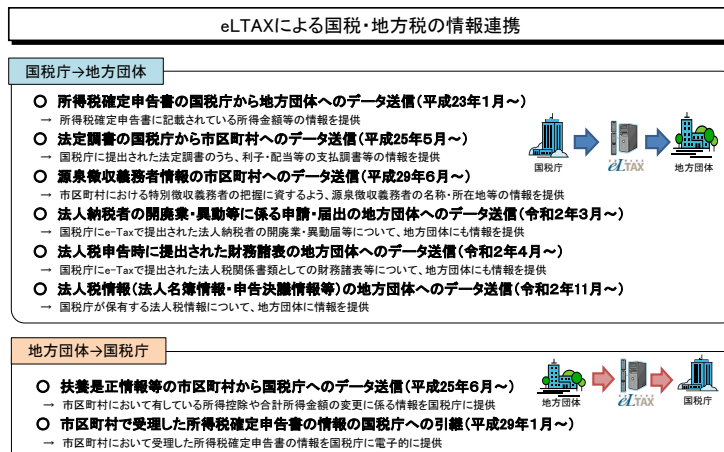 eLTAXによる国税・地方税の情報連携
国税庁→地方団体
○ 所得税確定申告書の国税庁から地方団体へのデータ送信(平成23年1月~)
→ 所得税確定申告書に記載されている所得金額等の情報を提供
○ 法定調書の国税庁から市区町村へのデータ送信(平成25年5月~)
→ 国税庁に提出された法定調書のうち、利子・配当等の支払調書等の情報を提供
○ 源泉徴収義務者情報の市区町村へのデータ送信(平成29年6月~)
→ 市区町村における特別徴収義務者の把握に資するよう、源泉徴収義務者の名称・所在地等の情報を提供
○ 法人納税者の開廃業・異動等に係る申請・届出の地方団体へのデータ送信(令和2年3月~)
→ 国税庁にe-Taxで提出された法人納税者の開廃業・異動届等について、地方団体にも情報を提供
○ 法人税申告時に提出された財務諸表の地方団体へのデータ送信(令和2年4月~)
→ 国税庁にe-Taxで提出された法人税関係書類としての財務諸表等について、地方団体にも情報を提供
○ 法人税情報(法人名簿情報・申告決議情報等)の地方団体へのデータ送信(令和2年11月~)
→ 国税庁が保有する法人税情報について、地方団体に情報を提供
国税庁 eLTAX 地方団体
地方団体→国税庁
○ 扶養是正情報等の市区町村から国税庁へのデータ送信(平成25年6月~)
→ 市区町村において有している所得控除や合計所得金額の変更に係る情報を国税庁に提供
○ 市区町村で受理した所得税確定申告書の情報の国税庁への引継(平成29年1月~)
→ 市区町村において受理した所得税確定申告書の情報を国税庁に電子的に提供
地方団体 eLTAX 国税庁